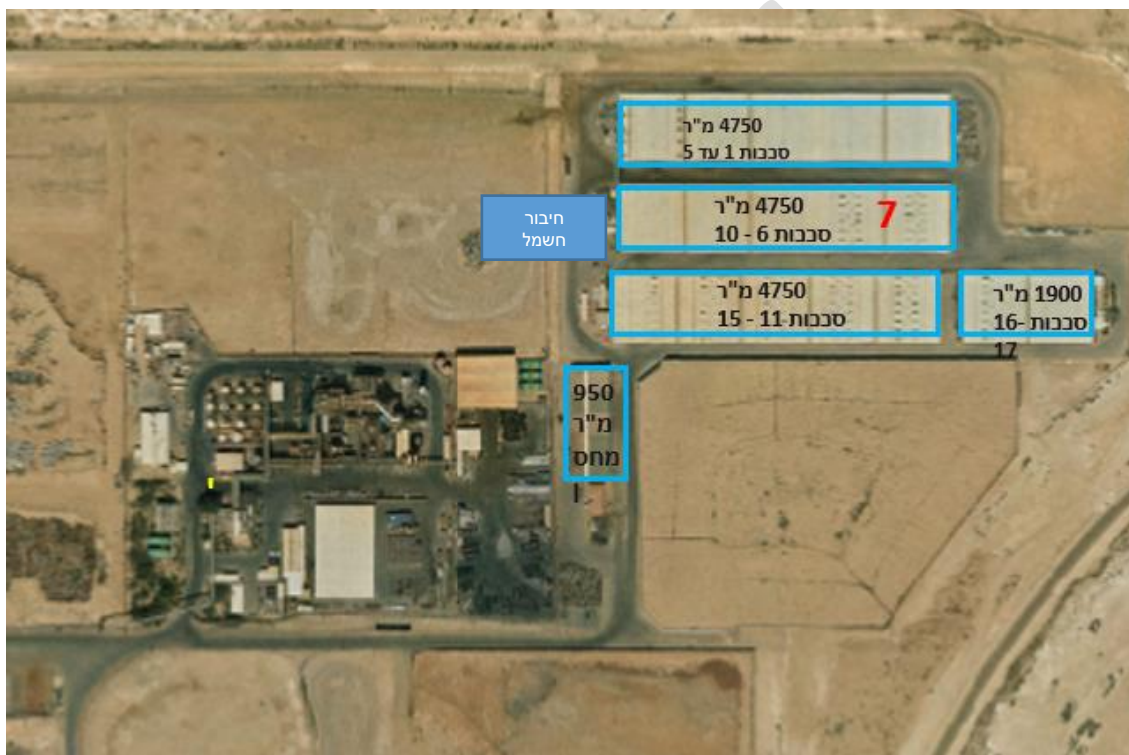 4750 מ"ר
סככות 1 עד 5
4750 מ"ר
סככות 6 - 10
7
חיבור
חשמל
4750 מ"ר
סככות 11 - 15
1900 מ"ר
סככות 16-
17
950
מ"ר
מחס
ן